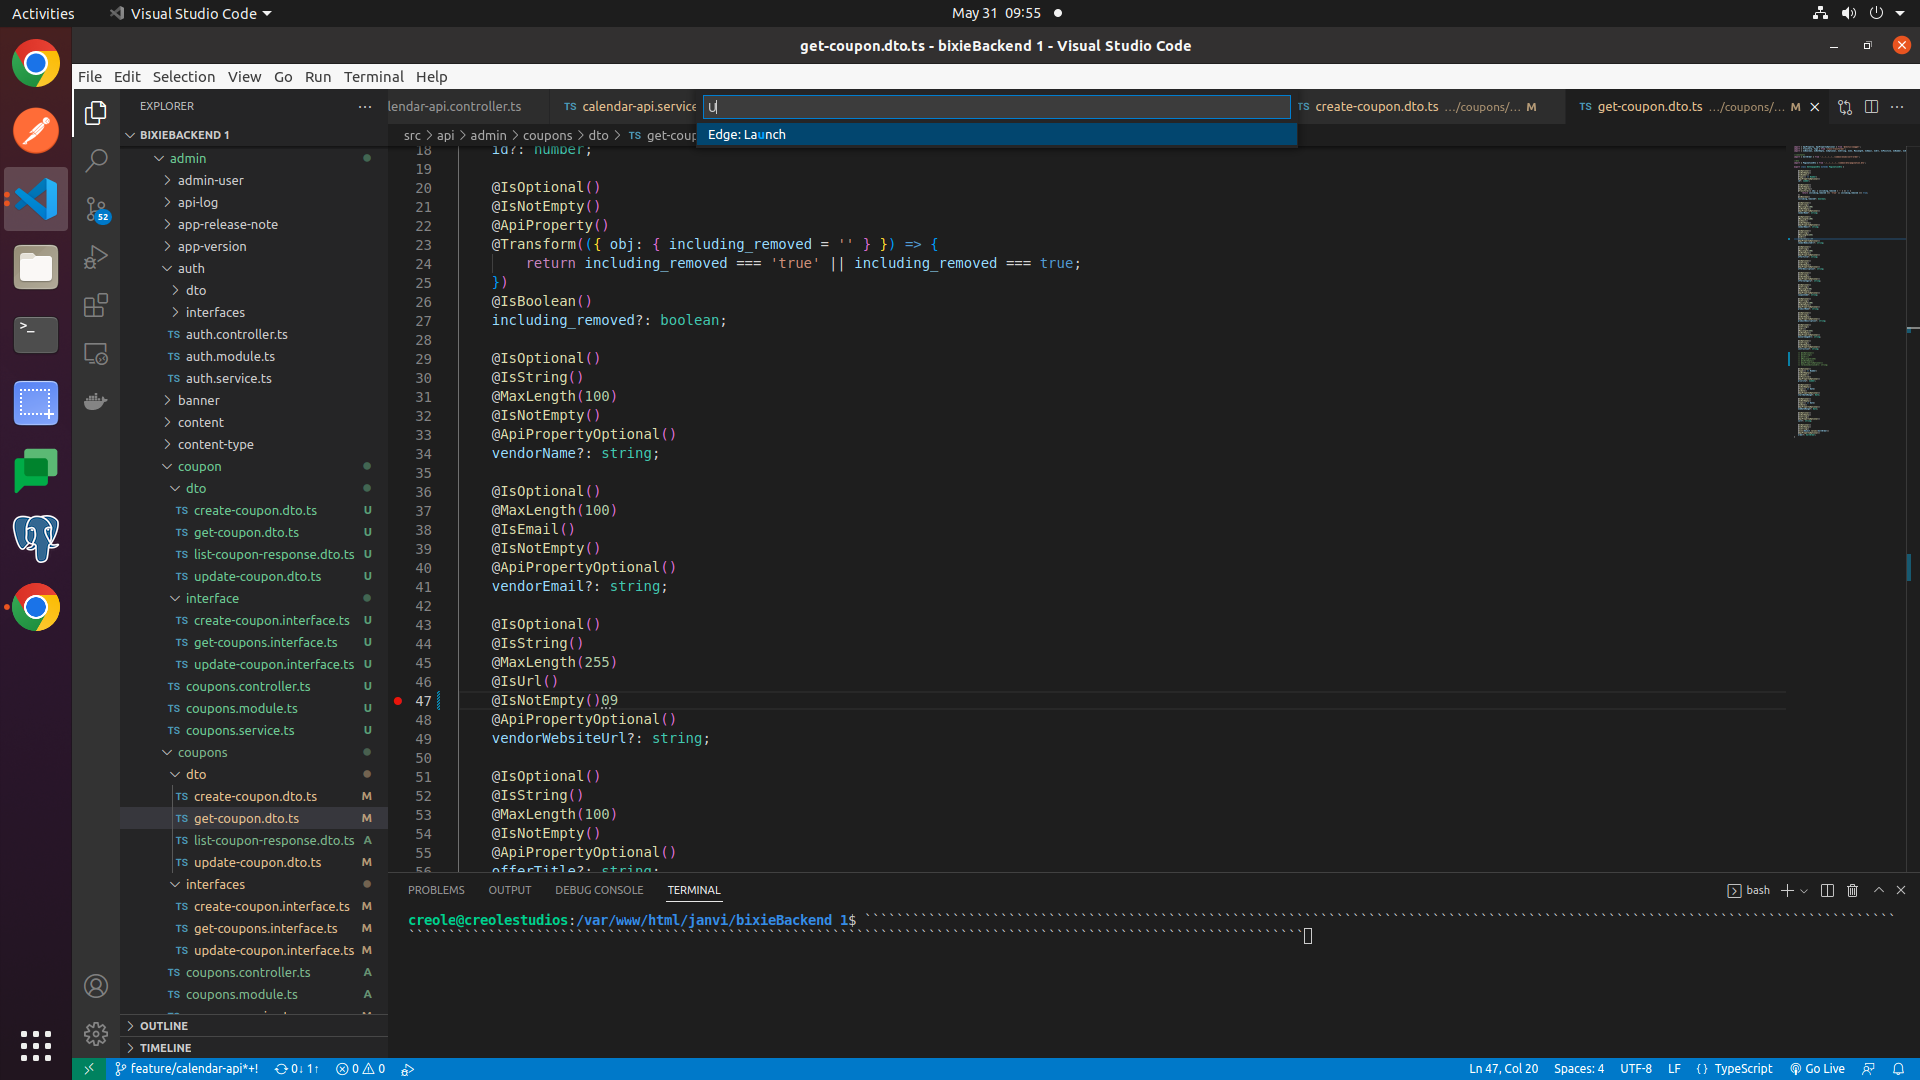 Activities
Visual Studio Code
May 31 09:55
get-coupon.dto.ts - bixieBackend 1 - Visual Studio Code
File Edit Selection View Go Run Terminal Help
EXPLORER
BIXIEBACKEND 1
admin
admin-user
api-log
app-release-note
app-version
auth
dto
interfaces
TS auth.controller.ts
TS auth.module.ts
TS auth.service.ts
banner
content
content-type
coupon
dto
TS create-coupon.dto.ts U
TS get-coupon.dto.ts U
TS list-coupon-response.dto.ts U
TS update-coupon.dto.ts U
interface
TS create-coupon.interface.ts U
TS get-coupons.interface.ts U
TS update-coupon.interface.ts U
TS coupons.controller.ts U
TS coupons.module.ts U
TS coupons.service.ts U
coupons
dto
TS create-coupon.dto.ts M
TS get-coupon.dto.ts M
TS list-coupon-response.dto.ts A
TS update-coupon.dto.ts M
interfaces
TS create-coupon.interface.ts M
TS get-coupons.interface.ts M
TS update-coupon.interface.ts M
TS coupons.controller.ts A
TS coupons.module.ts A
OUTLINE
TIMELINE
52
lendar-api.controller.ts
TS calendar-api.service
U
TS create-coupon.dto.ts .../coupons/... M
TS get-coupon.dto.ts .../coupons/... M
src > api > admin > coupons > dto > TS get-coup
Edge: Launch
18 id?: number;
19
20 @IsOptional()
21 @IsNotEmpty()
22 @ApiProperty()
23 @Transform(({ obj: { including_removed = '' } }) => {
24 return including_removed === 'true' || including_removed === true;
25 })
26 @IsBoolean()
27 including_removed?: boolean;
28
29 @IsOptional()
30 @IsString()
31 @MaxLength(100)
32 @IsNotEmpty()
33 @ApiPropertyOptional()
34 vendorName?: string;
35
36 @IsOptional()
37 @MaxLength(100)
38 @IsEmail()
39 @IsNotEmpty()
40 @ApiPropertyOptional()
41 vendorEmail?: string;
42
43 @IsOptional()
44 @IsString()
45 @MaxLength(255)
46 @IsUrl()
47 @IsNotEmpty()09
48 @ApiPropertyOptional()
49 vendorWebsiteUrl?: string;
50
51 @IsOptional()
52 @IsString()
53 @MaxLength(100)
54 @IsNotEmpty()
55 @ApiPropertyOptional()
56 offerTitle?: string;
PROBLEMS OUTPUT DEBUG CONSOLE TERMINAL
bash
creole@creolestudios:/var/www/html/janvi/bixieBackend 1$
feature/calendar-api*+! 0↓ 1↑ 0 0
Ln 47, Col 20 Spaces: 4 UTF-8 LF { } TypeScript Go Live